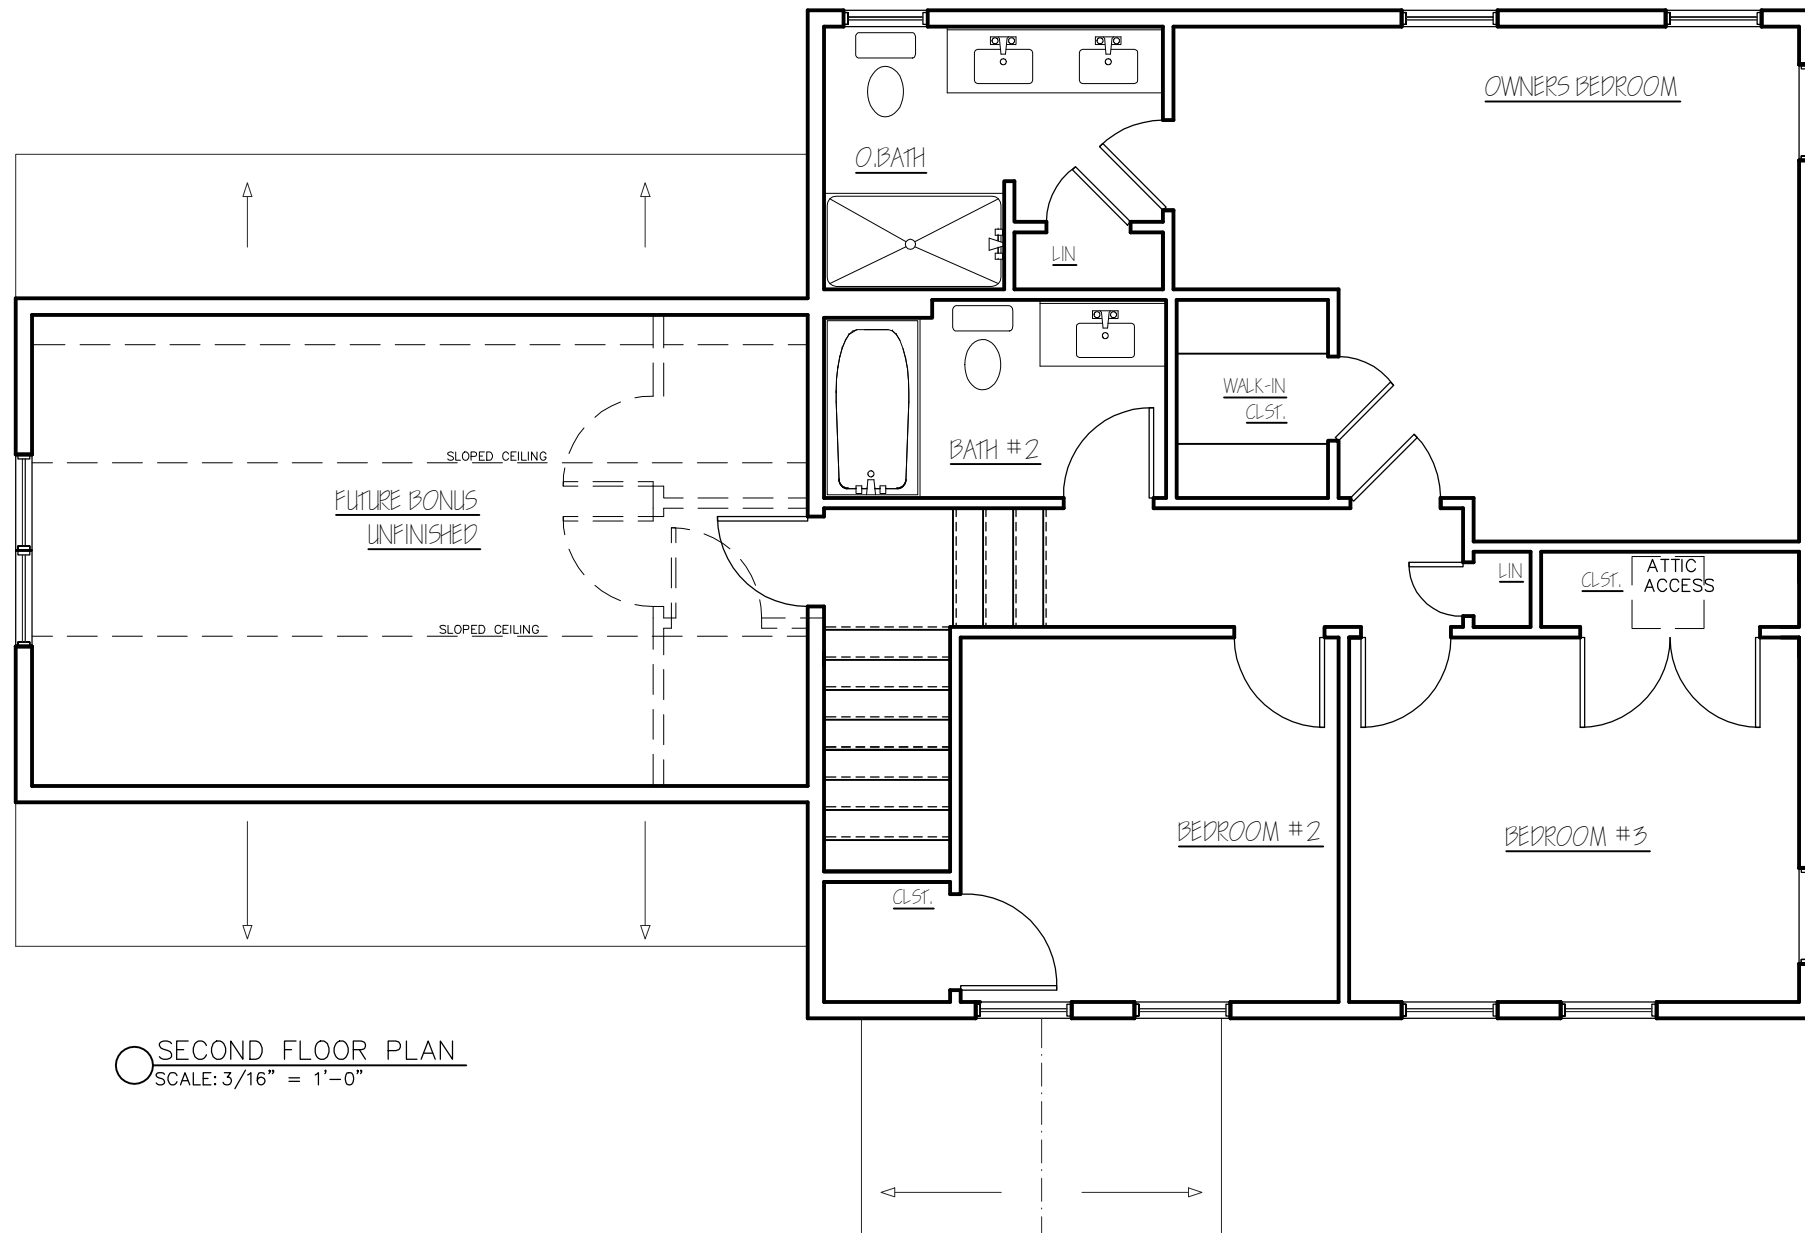 OWNERS BEDROOM
O.BATH
LIN
WALK-IN
CLST.
BATH #2
SLOPED CEILING
FUTURE BONUS
UNFINISHED
SLOPED CEILING
LIN
CLST.
ATTIC
ACCESS
BEDROOM #2
BEDROOM #3
CLST.
SECOND FLOOR PLAN
SCALE: 3/16" = 1'-0"